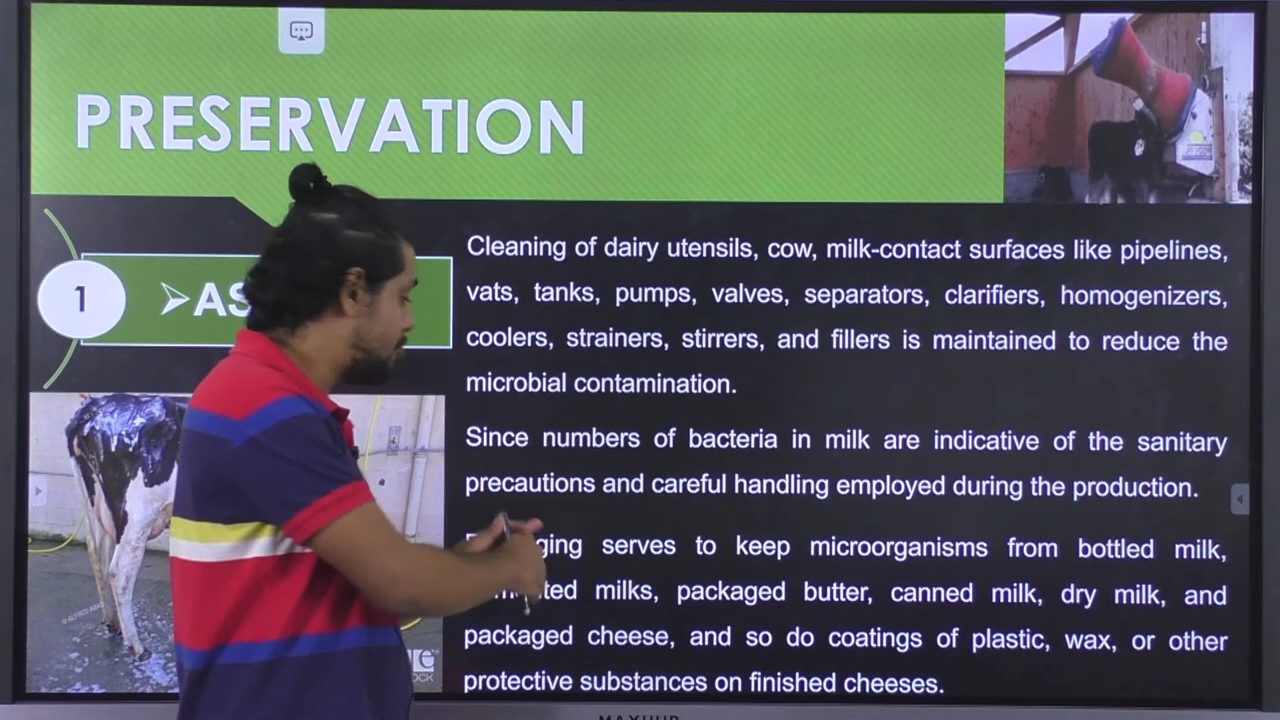 PRESERVATION
1
➢AS
Cleaning of dairy utensils, cow, milk-contact surfaces like pipelines,
vats, tanks, pumps, valves, separators, clarifiers, homogenizers,
coolers, strainers, stirrers, and fillers is maintained to reduce the
microbial contamination.
Since numbers of bacteria in milk are indicative of the sanitary
precautions and careful handling employed during the production.
serves to keep microorganisms from bottled milk,
milks, packaged butter, canned milk, dry milk, and
packaged cheese, and so do coatings of plastic, wax, or other
protective substances on finished cheeses.